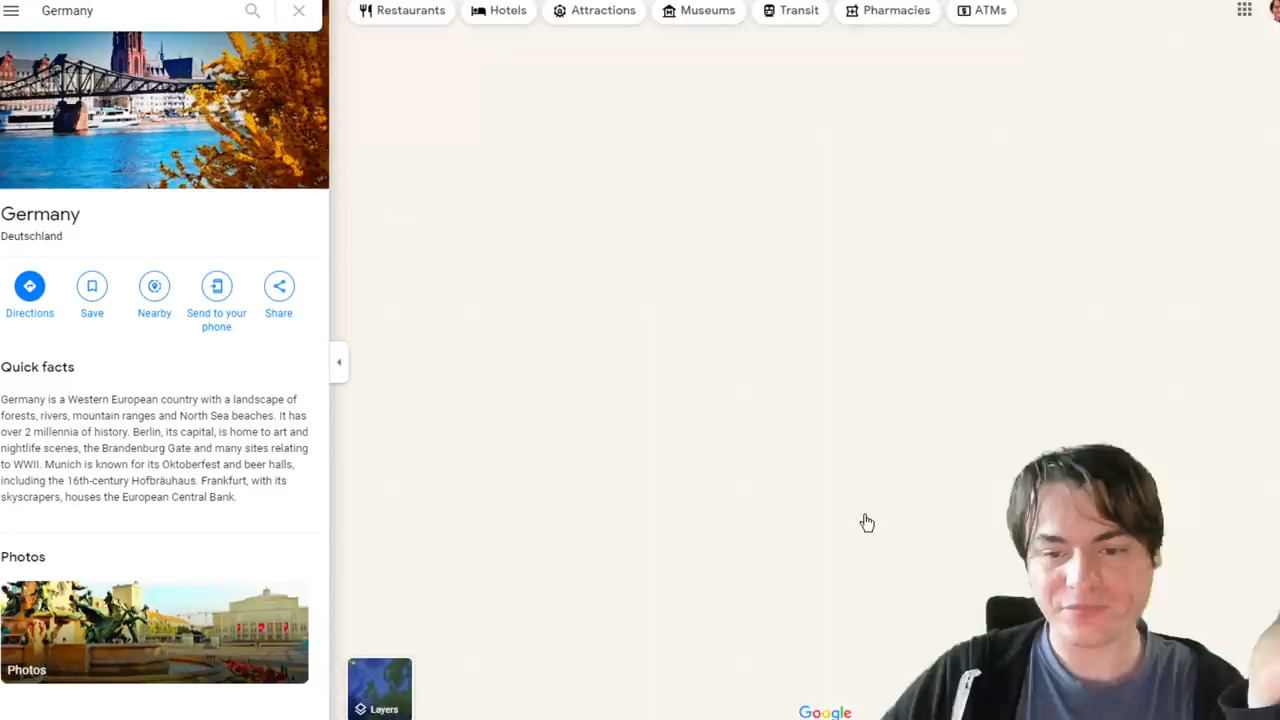 Germany
Restaurants
Hotels
Attractions
Museums
Transit
Pharmacies
ATMs
Germany
Deutschland
Directions
Save
Nearby
Send to your
phone
Share
Quick facts
Germany is a Western European country with a landscape of
forests, rivers, mountain ranges and North Sea beaches. It has
over 2 millennia of history. Berlin, its capital, is home to art and
nightlife scenes, the Brandenburg Gate and many sites relating
to WWII. Munich is known for its Oktoberfest and beer halls,
including the 16th-century Hofbräuhaus. Frankfurt, with its
skyscrapers, houses the European Central Bank.
Photos
Photos
Layers
Google